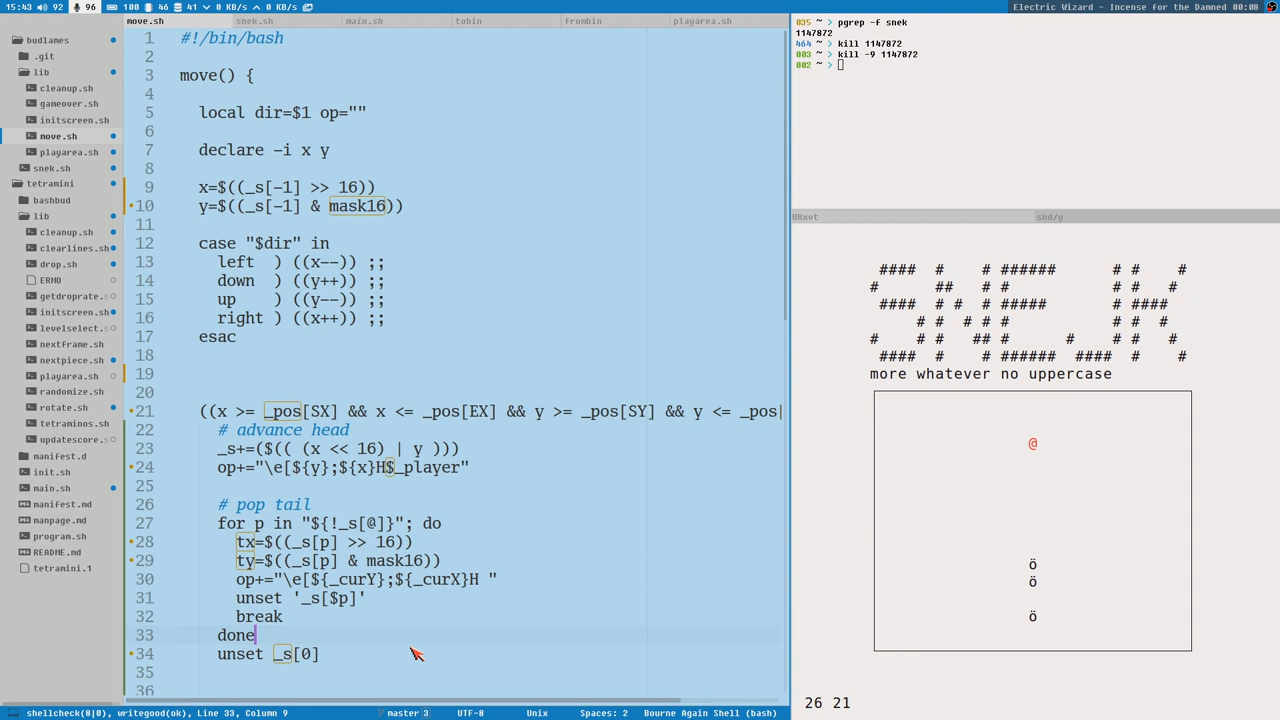 15:43 92 96 100 46 41 0 KB/s 0 KB/s
Electric Wizard - Incense for the Damned 00:08
move.sh snek.sh main.sh tobin frombin playarea.sh
budlames
.git
lib
cleanup.sh
gameover.sh
initscreen.sh
move.sh
playarea.sh
snek.sh
tetramini
bashbud
lib
cleanup.sh
clearlines.sh
drop.sh
ERMO
getdroprate.s
initscreen.sh
levelselect.s
nextframe.sh
nextpiece.sh
playarea.sh
randomize.sh
rotate.sh
tetraminos.sh
updatescore.s
manifest.d
init.sh
main.sh
manifest.md
manpage.md
program.sh
README.md
tetramini.1
1 #!/bin/bash
2
3 move() {
4
5 local dir=$1 op=""
6
7 declare -i x y
8
9 x=$((_s[-1] >> 16))
10 y=$((_s[-1] & mask16))
11
12 case "$dir" in
13 left ) ((x--)) ;;
14 down ) ((y++)) ;;
15 up ) ((y--)) ;;
16 right ) ((x++)) ;;
17 esac
18
19
20
21 ((x >= _pos[SX] && x <= _pos[EX] && y >= _pos[SY] && y <= _pos[
22 # advance head
23 _s+=($(( (x << 16) | y )))
24 op+="\e[${y};${x}H$_player"
25
26 # pop tail
27 for p in "${!_s[@]}"; do
28 tx=$((_s[p] >> 16))
29 ty=$((_s[p] & mask16))
30 op+="\e[${_curY};${_curX}H "
31 unset '_s[$p]'
32 break
33 done
34 unset _s[0]
35
36
shellcheck(8|0), writegood(ok), Line 33, Column 9 master 3 UTF-8 Unix Spaces: 2 Bourne Again Shell (bash)
035 ~ > pgrep -f snek
1147872
464 ~ > kill 1147872
003 ~ > kill -9 1147872
002 ~ >
URxvt snd/y
#### # # ###### # # #
# ## # # # # #
#### # # # ##### # ####
# # # # # # # #
# # # ## # # # # #
#### # # ###### #### # #
more whatever no uppercase
@
ö
ö
ö
26 21